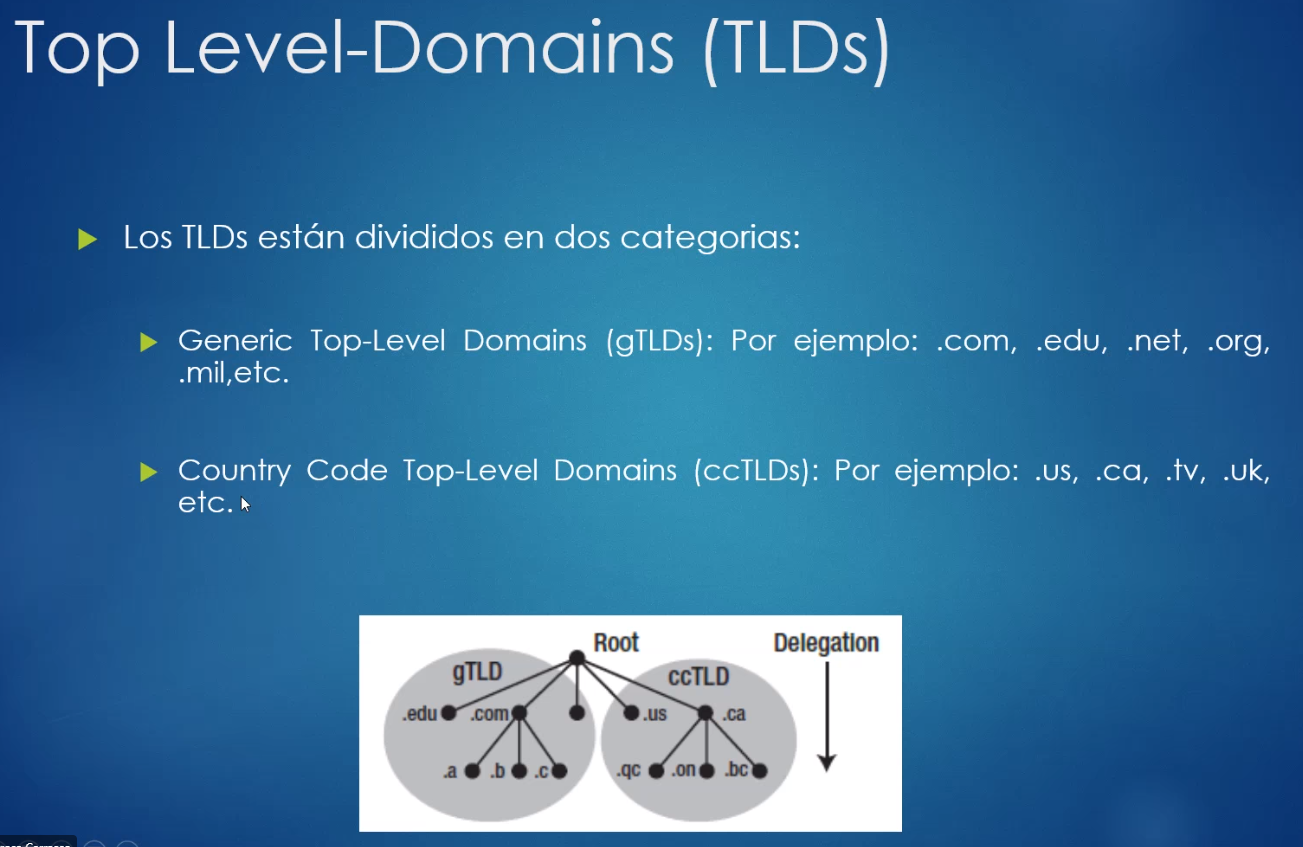 Top Level-Domains (TLDs)
Los TLDs están divididos en dos categorias:
Generic Top-Level Domains (gTLDs): Por ejemplo: .com, .edu, .net, .org,
.mil,etc.
Country Code Top-Level Domains (ccTLDs): Por ejemplo: .us, .ca, .tv, .uk,
etc.
Root
Delegation
gTLD
ccTLD
.edu .com .us .ca
.a .b .c .qc .on .bc